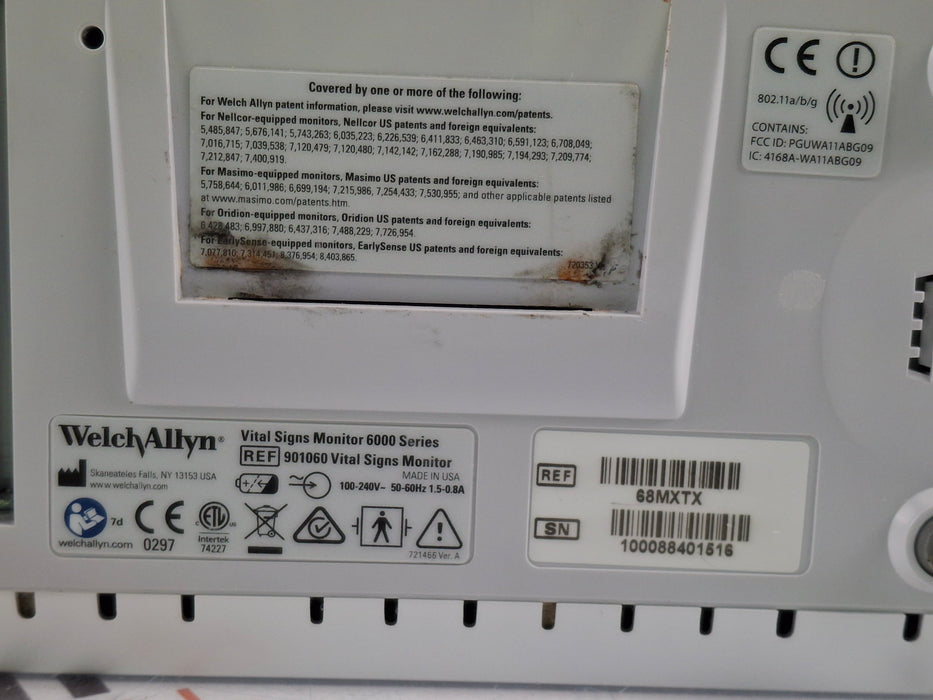 Covered by one or more of the following:
For Welch Allyn patent information, please visit www.welchallyn.com/patents.
For Nellcor-equipped monitors, Nellcor US patents and foreign equivalents:
5,485,847; 5,676,141; 5,743,263; 6,035,223; 6,226,539; 6,411,833; 6,463,310; 6,591,123; 6,708,049;
7,016,715; 7,039,538; 7,120,479; 7,120,480; 7,142,142; 7,162,288; 7,190,985; 7,194,293; 7,209,774;
7,212,847; 7,400,919.
For Masimo-equipped monitors, Masimo US patents and foreign equivalents:
5,758,644; 6,011,986; 6,699,194; 7,215,986; 7,254,433; 7,530,955; and other applicable patents listed
at www.masimo.com/patents.htm.
For Oridion-equipped monitors, Oridion US patents and foreign equivalents:
6,428,483; 6,997,880; 6,437,316; 7,488,229; 7,726,954.
For EarlySense-equipped monitors, EarlySense US patents and foreign equivalents:
7,077,810; 7,314,451; 8,376,954; 8,403,865.
CE
802.11a/b/g
CONTAINS:
FCC ID: PGUWA11ABG09
IC: 4168A-WA11ABG09
WelchAllyn®
Vital Signs Monitor 6000 Series
REF 901060 Vital Signs Monitor
MADE IN USA
Skaneateles Falls, NY 13153 USA
www.welchallyn.com
100-240V~ 50-60Hz 1.5-0.8A
7d
welchallyn.com
CE
0297
ETL
Intertek
74227
721466 Ver. A
REF
68MXTX
SN
100088401516